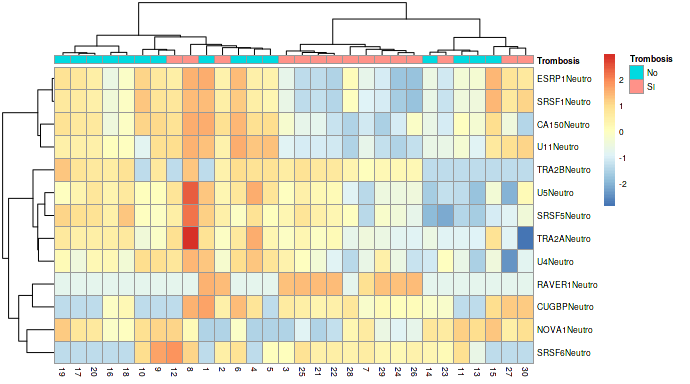 Trombosis
Trombosis
No
SI
2
1
0
-1
-2
ESRP1Neutro
SRSF1Neutro
CA150Neutro
U11Neutro
TRA2BNeutro
U5Neutro
SRSF5Neutro
TRA2ANeutro
U4Neutro
RAVER1Neutro
CUGBPNeutro
NOVA1Neutro
SRSF6Neutro
19 17 20 16 18 10 9 12 8 1 2 6 4 5 3 25 21 22 28 7 29 24 26 14 23 11 13 15 27 30